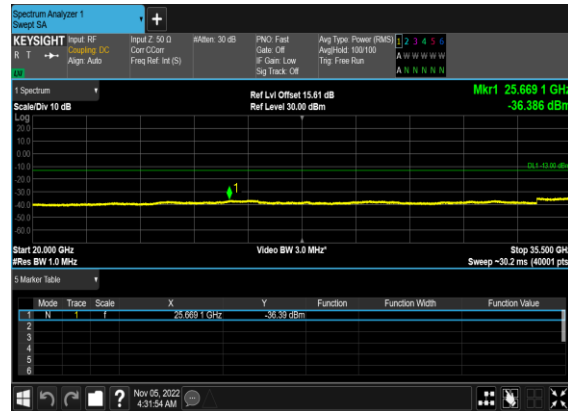 Spectrum Analyzer 1
Swept SA
+
KEYSIGHT Input: RF
R T Coupling: DC
Align: Auto
LXI
Input Z: 50 Ω
Corr CCorr
Freq Ref: Int (S)
#Atten: 30 dB
PNO: Fast
Gate: Off
IF Gain: Low
Sig Track: Off
Avg Type: Power (RMS)
Avg|Hold: 100/100
Trig: Free Run
1 2 3 4 5 6
A W W W W W
A N N N N N
1 Spectrum
Scale/Div 10 dB
Ref Lvl Offset 15.61 dB
Ref Level 30.00 dBm
Mkr1 25.669 1 GHz
-36.386 dBm
Log
20.0
10.0
0.00
-10.0
DL1 -13.00 dBm
-20.0
-30.0
1
-40.0
-50.0
-60.0
Start 20.000 GHz
#Res BW 1.0 MHz
Video BW 3.0 MHz*
Stop 35.500 GHz
Sweep ~30.2 ms (40001 pts)
5 Marker Table
Mode Trace Scale X Y Function Function Width Function Value
1 N 1 f 25.669 1 GHz -36.39 dBm
2
3
4
5
6
?
Nov 05, 2022
4:31:54 AM